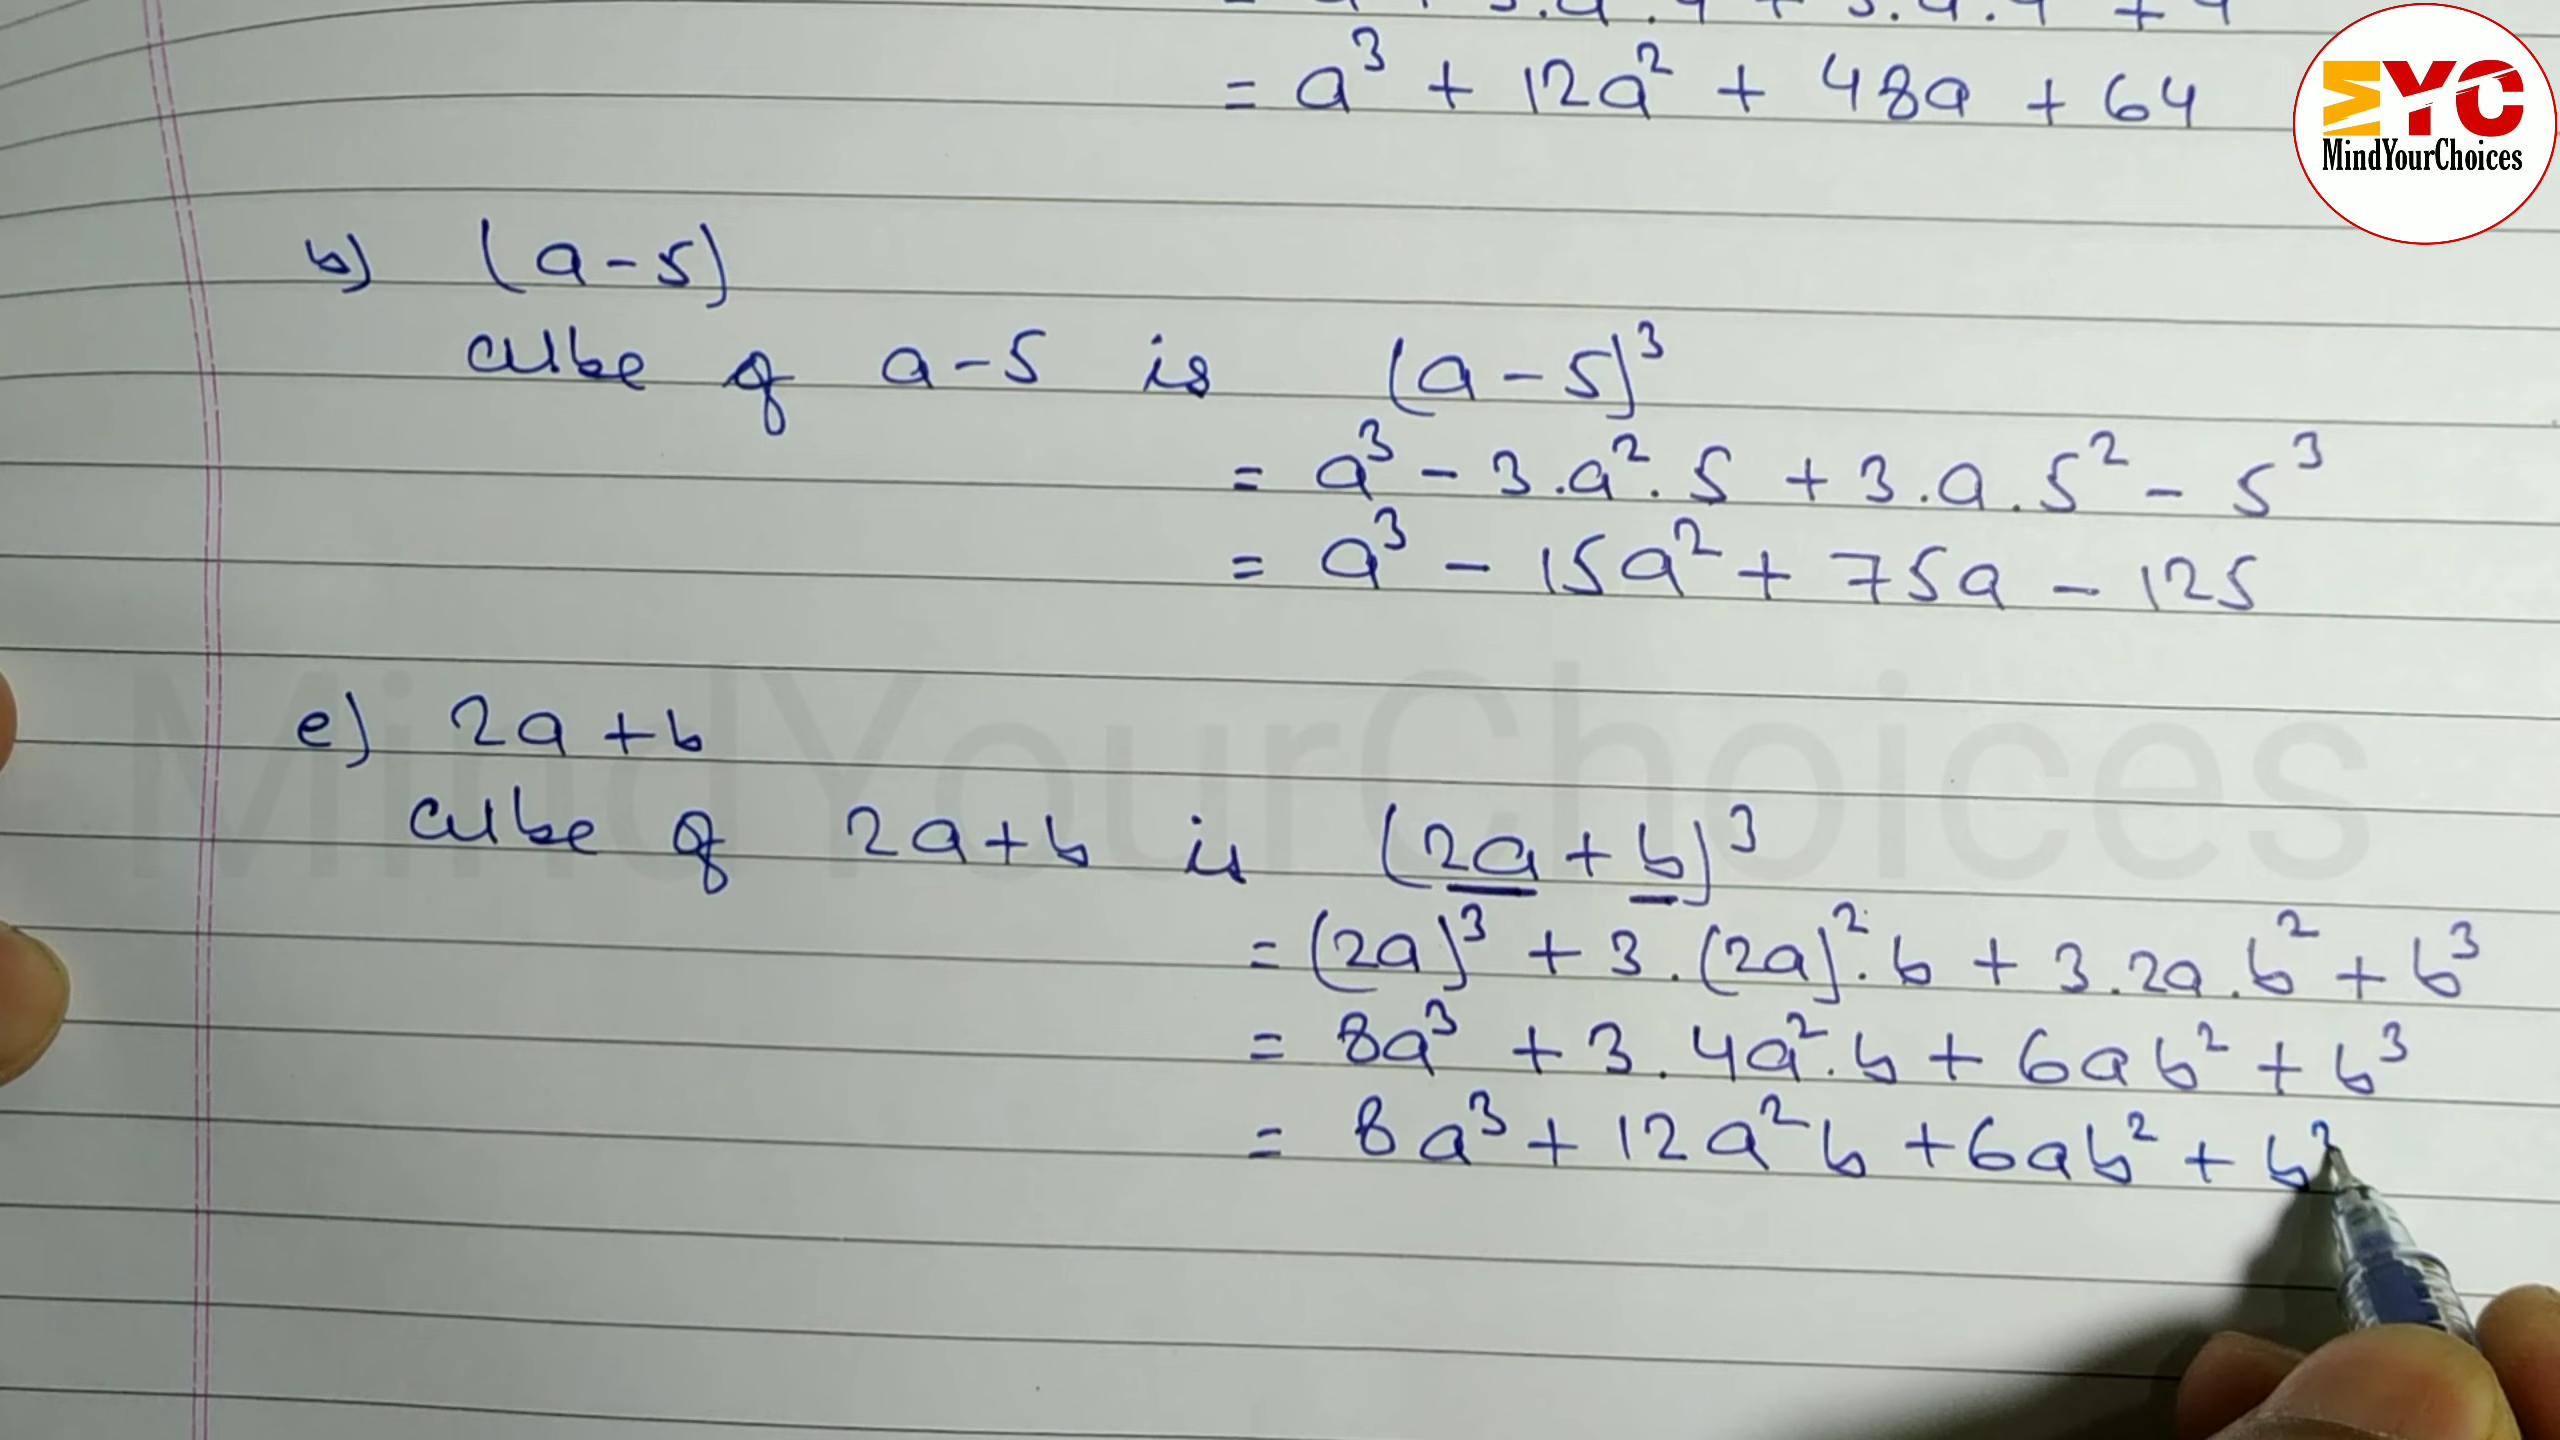 = a³ + 12a² + 48a + 64
MYC
MindYourChoices
b) (a-5)
cube of a-5 is (a-5)³
= a³ - 3.a².5 + 3.a.5² - 5³
= a³ - 15a² + 75a - 125
e) 2a+b
cube of 2a+b is (2a+b)³
= (2a)³ + 3.(2a)².b + 3.2a.b² + b³
= 8a³ + 3.4a².b + 6ab² + b³
= 8a³ + 12a²b + 6ab² + b³
MindYourChoices